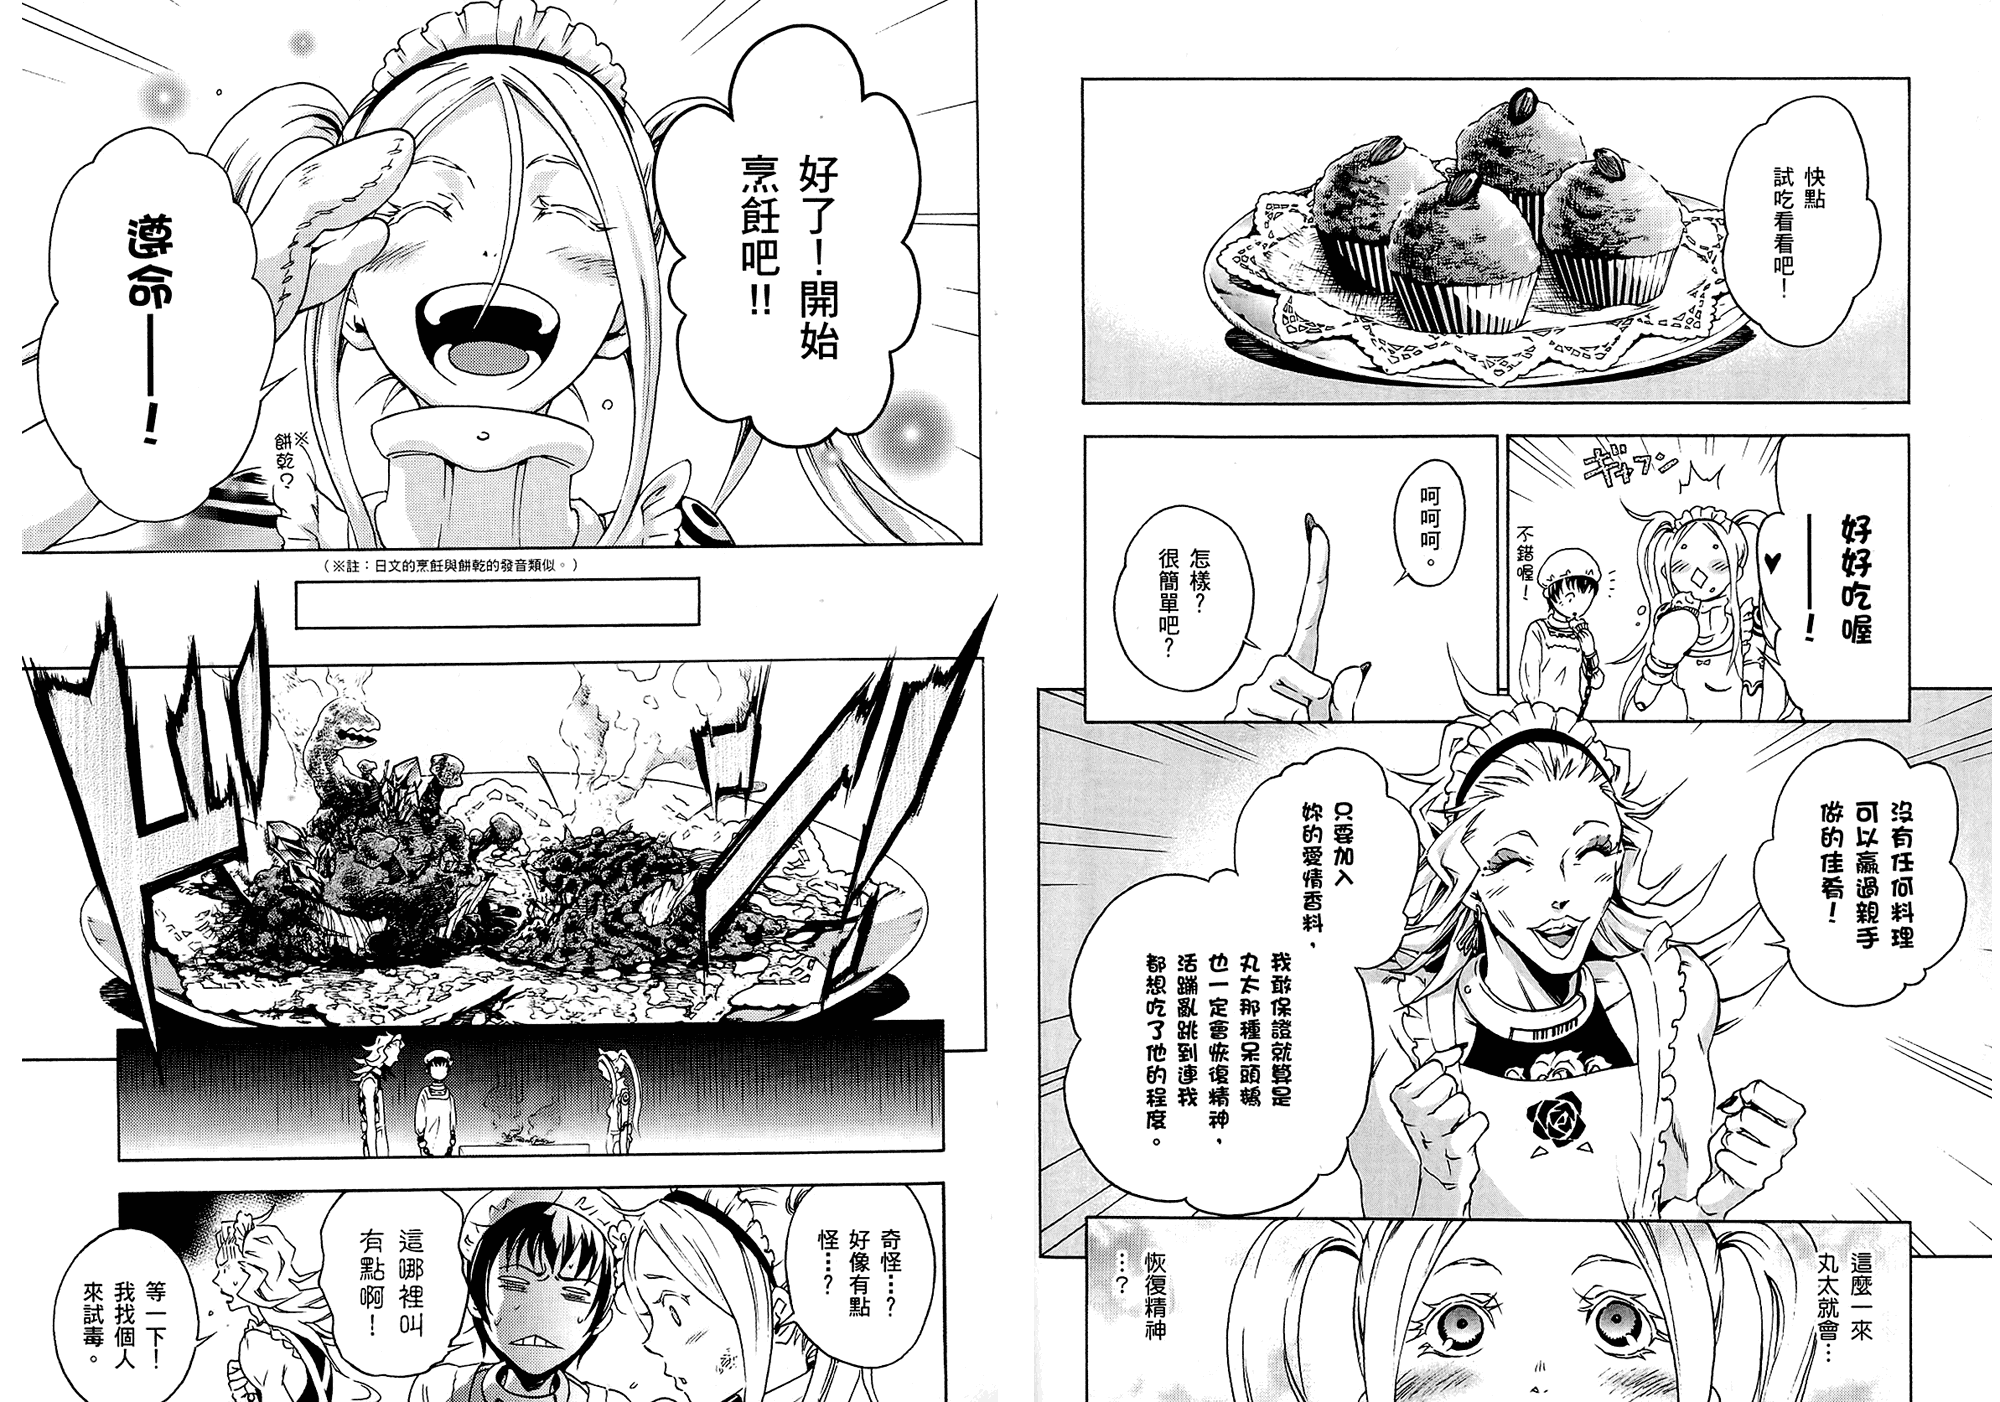 快點
試吃看看吧！
好好吃喔
——！
ギャフン
不錯喔！
呵呵呵。
怎樣？
很簡單吧？
沒有任何料理
可以贏過親手
做的佳肴！
只要加入
妳的愛情香料，
我敢保證就算是
丸太那種呆頭鵝
也一定會恢復精神，
活蹦亂跳到連我
都想吃了他的程度。
這麼一來
丸太就會…
恢復精神
…？
好了！開始
烹飪吧!!
遵命——！
※
餅乾？
（※註：日文的烹飪與餅乾的發音類似。）
奇怪…？
好像有點
怪…？
這哪裡叫
有點啊！
等一下！
我找個人
來試毒。